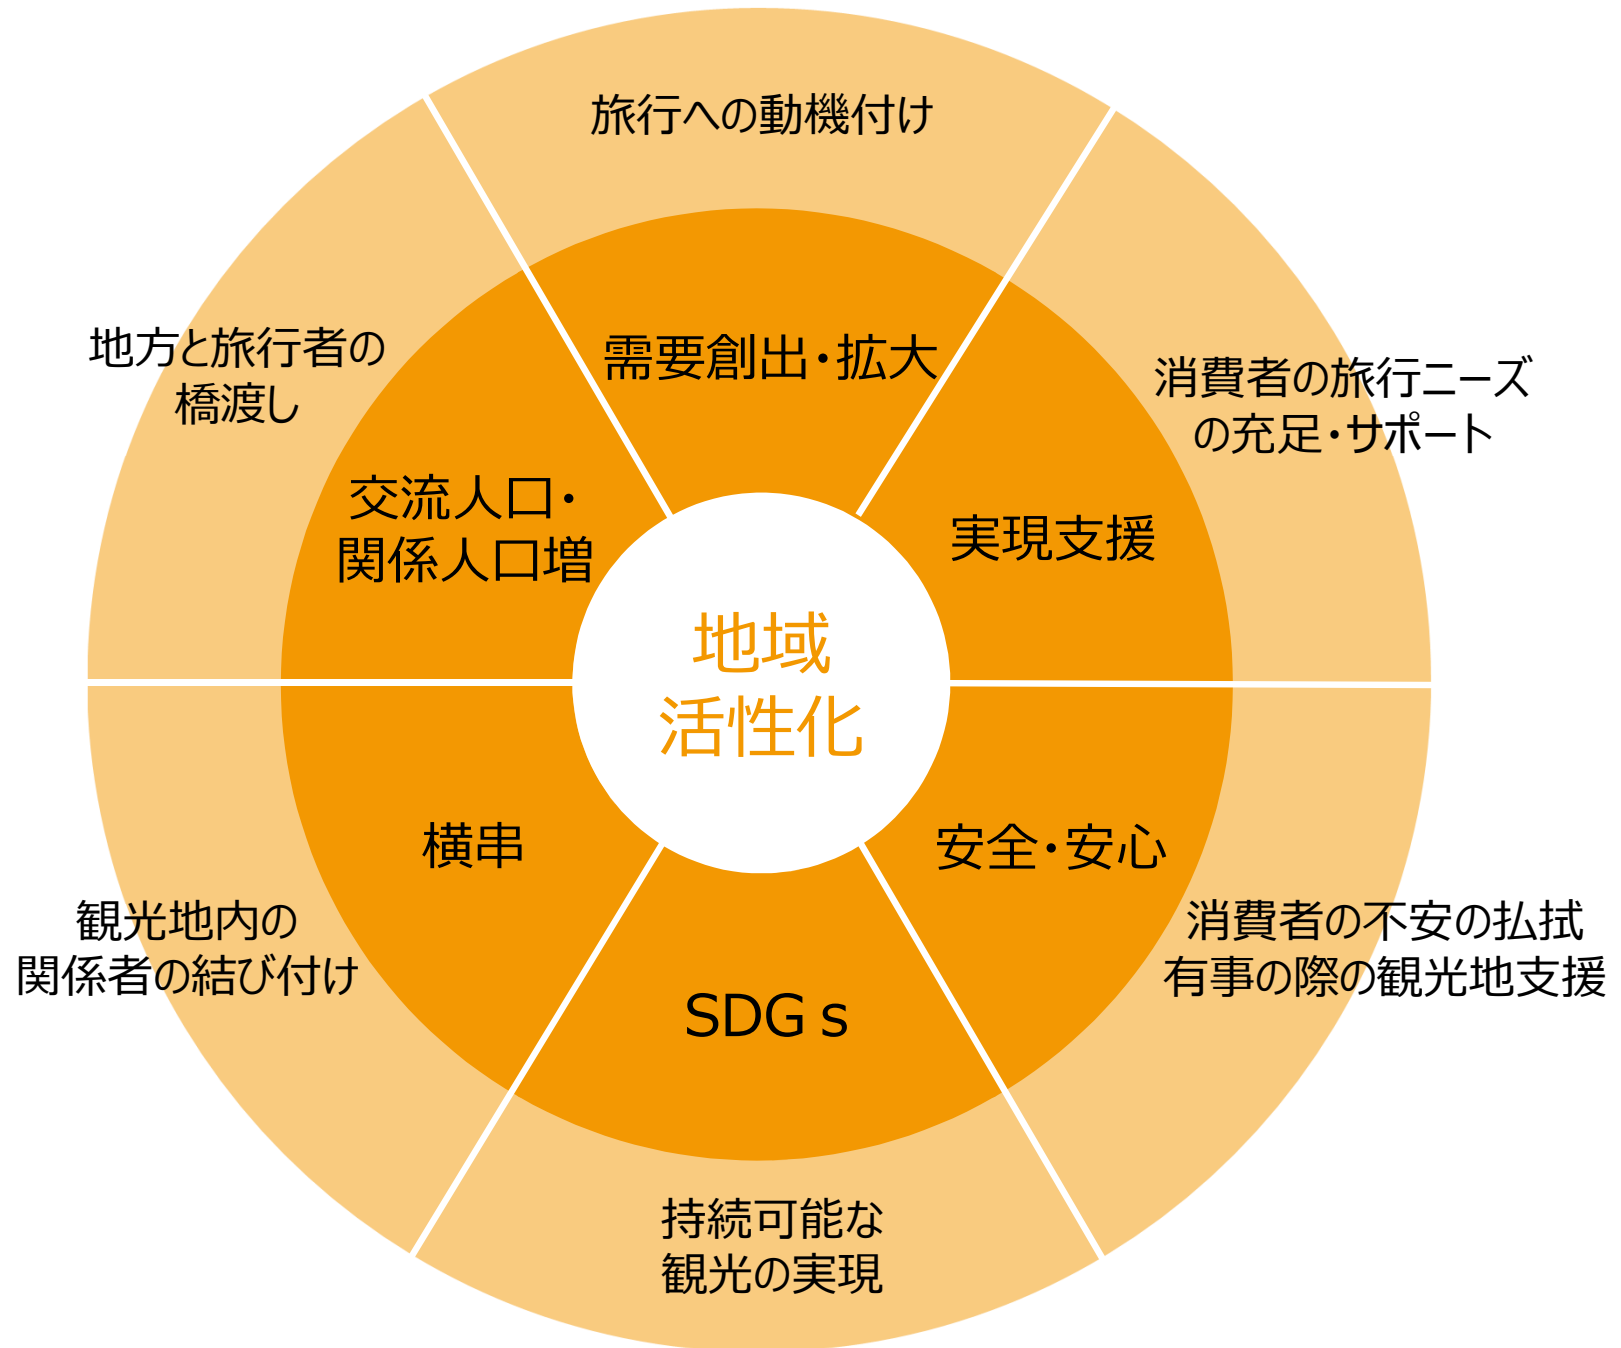 旅行への動機付け
需要創出・拡大
消費者の旅行ニーズ
の充足・サポート
実現支援
消費者の不安の払拭
有事の際の観光地支援
安全・安心
持続可能な
観光の実現
SDGs
観光地内の
関係者の結び付け
横串
地方と旅行者の
橋渡し
交流人口・
関係人口増
地域
活性化